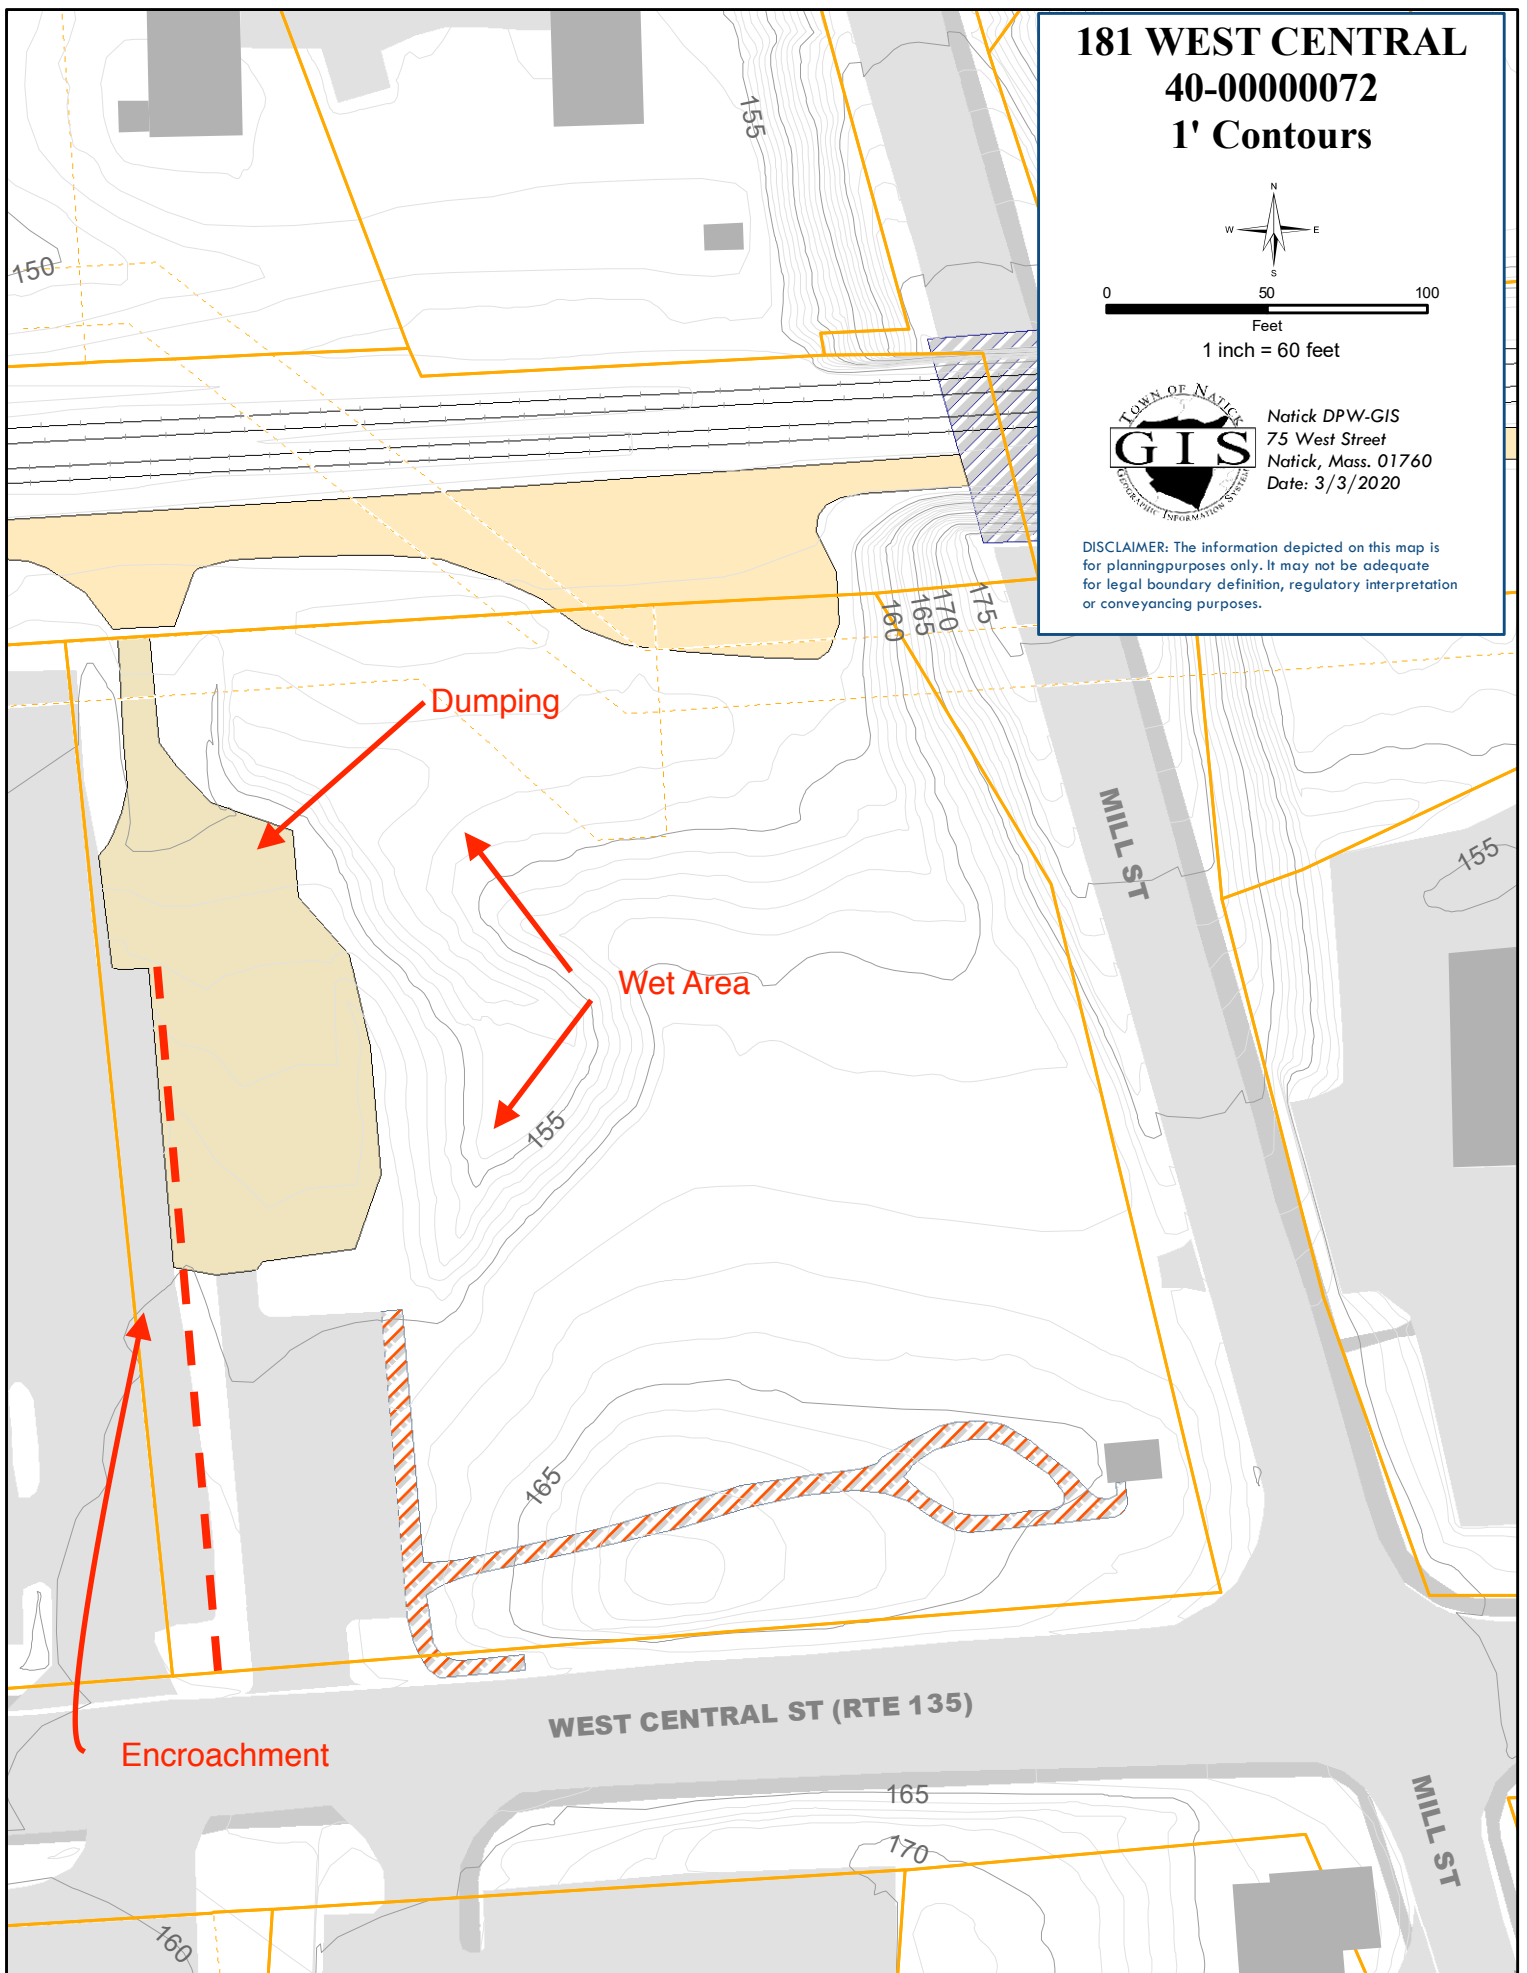 181 WEST CENTRAL
40-00000072
1' Contours
N
W E
S
0 50 100
Feet
1 inch = 60 feet
TOWN OF NATICK
GIS
GEOGRAPHIC INFORMATION SYSTEM
Natick DPW-GIS
75 West Street
Natick, Mass. 01760
Date: 3/3/2020
DISCLAIMER: The information depicted on this map is
for planningpurposes only. It may not be adequate
for legal boundary definition, regulatory interpretation
or conveyancing purposes.
155
150
160
165
170
175
Dumping
MILL ST
155
Wet Area
155
165
WEST CENTRAL ST (RTE 135)
Encroachment
165
MILL ST
170
160